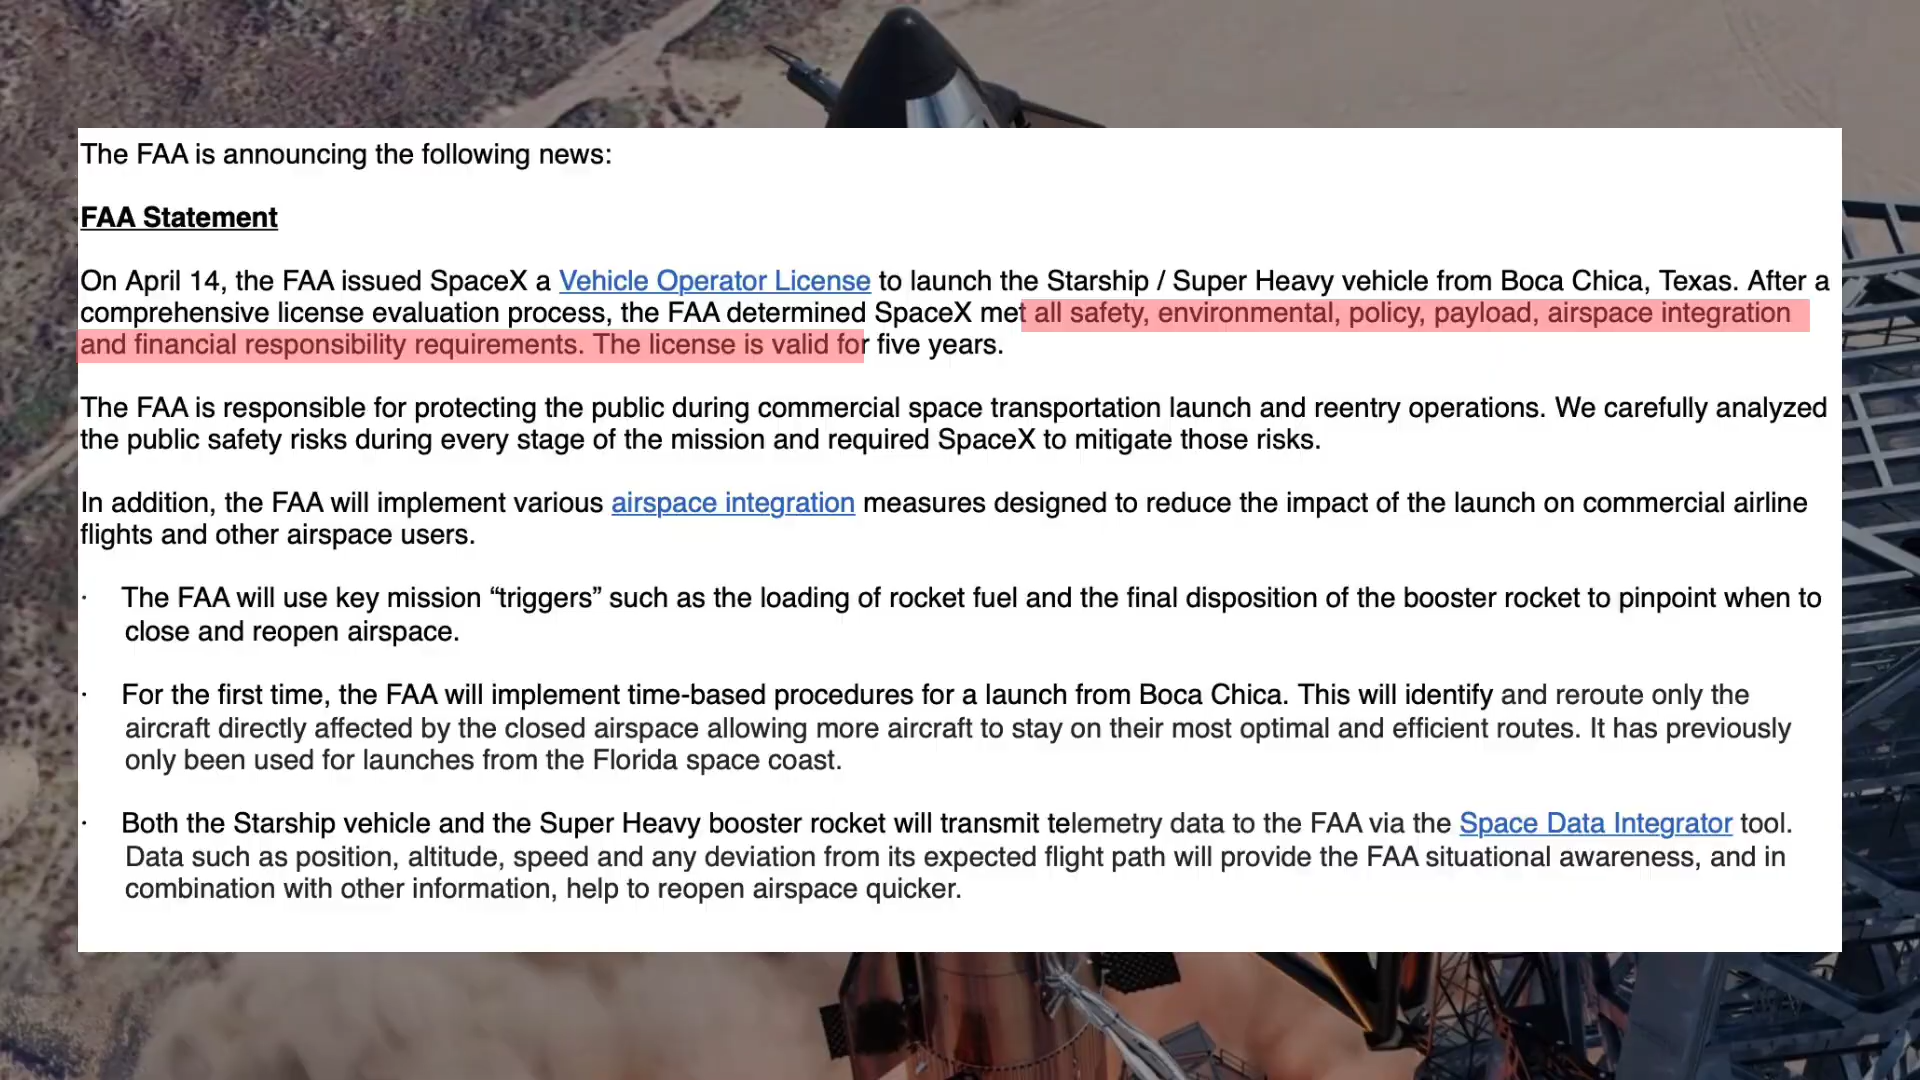 The FAA is announcing the following news:
FAA Statement
On April 14, the FAA issued SpaceX a Vehicle Operator License to launch the Starship / Super Heavy vehicle from Boca Chica, Texas. After a
comprehensive license evaluation process, the FAA determined SpaceX met all safety, environmental, policy, payload, airspace integration
and financial responsibility requirements. The license is valid for five years.
The FAA is responsible for protecting the public during commercial space transportation launch and reentry operations. We carefully analyzed
the public safety risks during every stage of the mission and required SpaceX to mitigate those risks.
In addition, the FAA will implement various airspace integration measures designed to reduce the impact of the launch on commercial airline
flights and other airspace users.
· The FAA will use key mission “triggers” such as the loading of rocket fuel and the final disposition of the booster rocket to pinpoint when to
close and reopen airspace.
· For the first time, the FAA will implement time-based procedures for a launch from Boca Chica. This will identify and reroute only the
aircraft directly affected by the closed airspace allowing more aircraft to stay on their most optimal and efficient routes. It has previously
only been used for launches from the Florida space coast.
· Both the Starship vehicle and the Super Heavy booster rocket will transmit telemetry data to the FAA via the Space Data Integrator tool.
Data such as position, altitude, speed and any deviation from its expected flight path will provide the FAA situational awareness, and in
combination with other information, help to reopen airspace quicker.